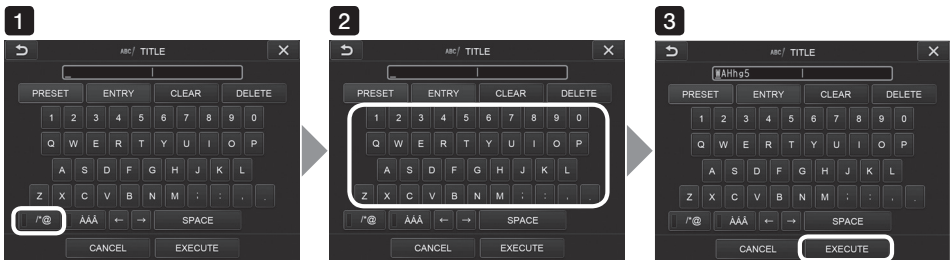 1
ABC/ TITLE
_
PRESET ENTRY CLEAR DELETE
1 2 3 4 5 6 7 8 9 0
Q W E R T Y U I O P
A S D F G H J K L
Z X C V B N M ; : , .
/*@ ÀÁÂ ← → SPACE
CANCEL EXECUTE
2
ABC/ TITLE
_
PRESET ENTRY CLEAR DELETE
1 2 3 4 5 6 7 8 9 0
Q W E R T Y U I O P
A S D F G H J K L
Z X C V B N M ; : , .
/*@ ÀÁÂ ← → SPACE
CANCEL EXECUTE
3
ABC/ TITLE
WAHhg5
PRESET ENTRY CLEAR DELETE
1 2 3 4 5 6 7 8 9 0
Q W E R T Y U I O P
A S D F G H J K L
Z X C V B N M ; : , .
/*@ ÀÁÂ ← → SPACE
CANCEL EXECUTE